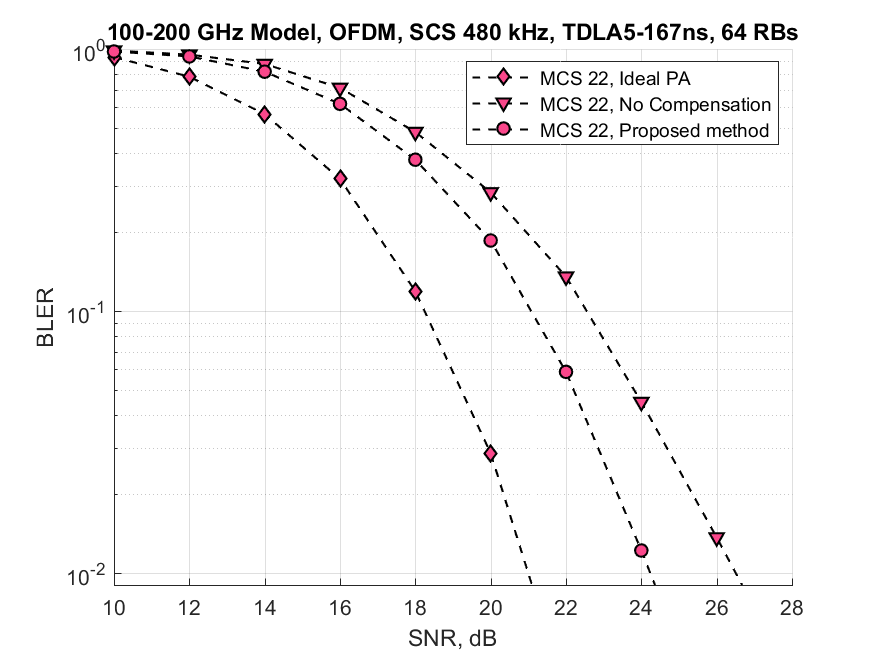 100-200 GHz Model, OFDM, SCS 480 kHz, TDLA5-167ns, 64 RBs
MCS 22, Ideal PA
MCS 22, No Compensation
MCS 22, Proposed method
10^0
10^-1
10^-2
BLER
10 12 14 16 18 20 22 24 26 28
SNR, dB